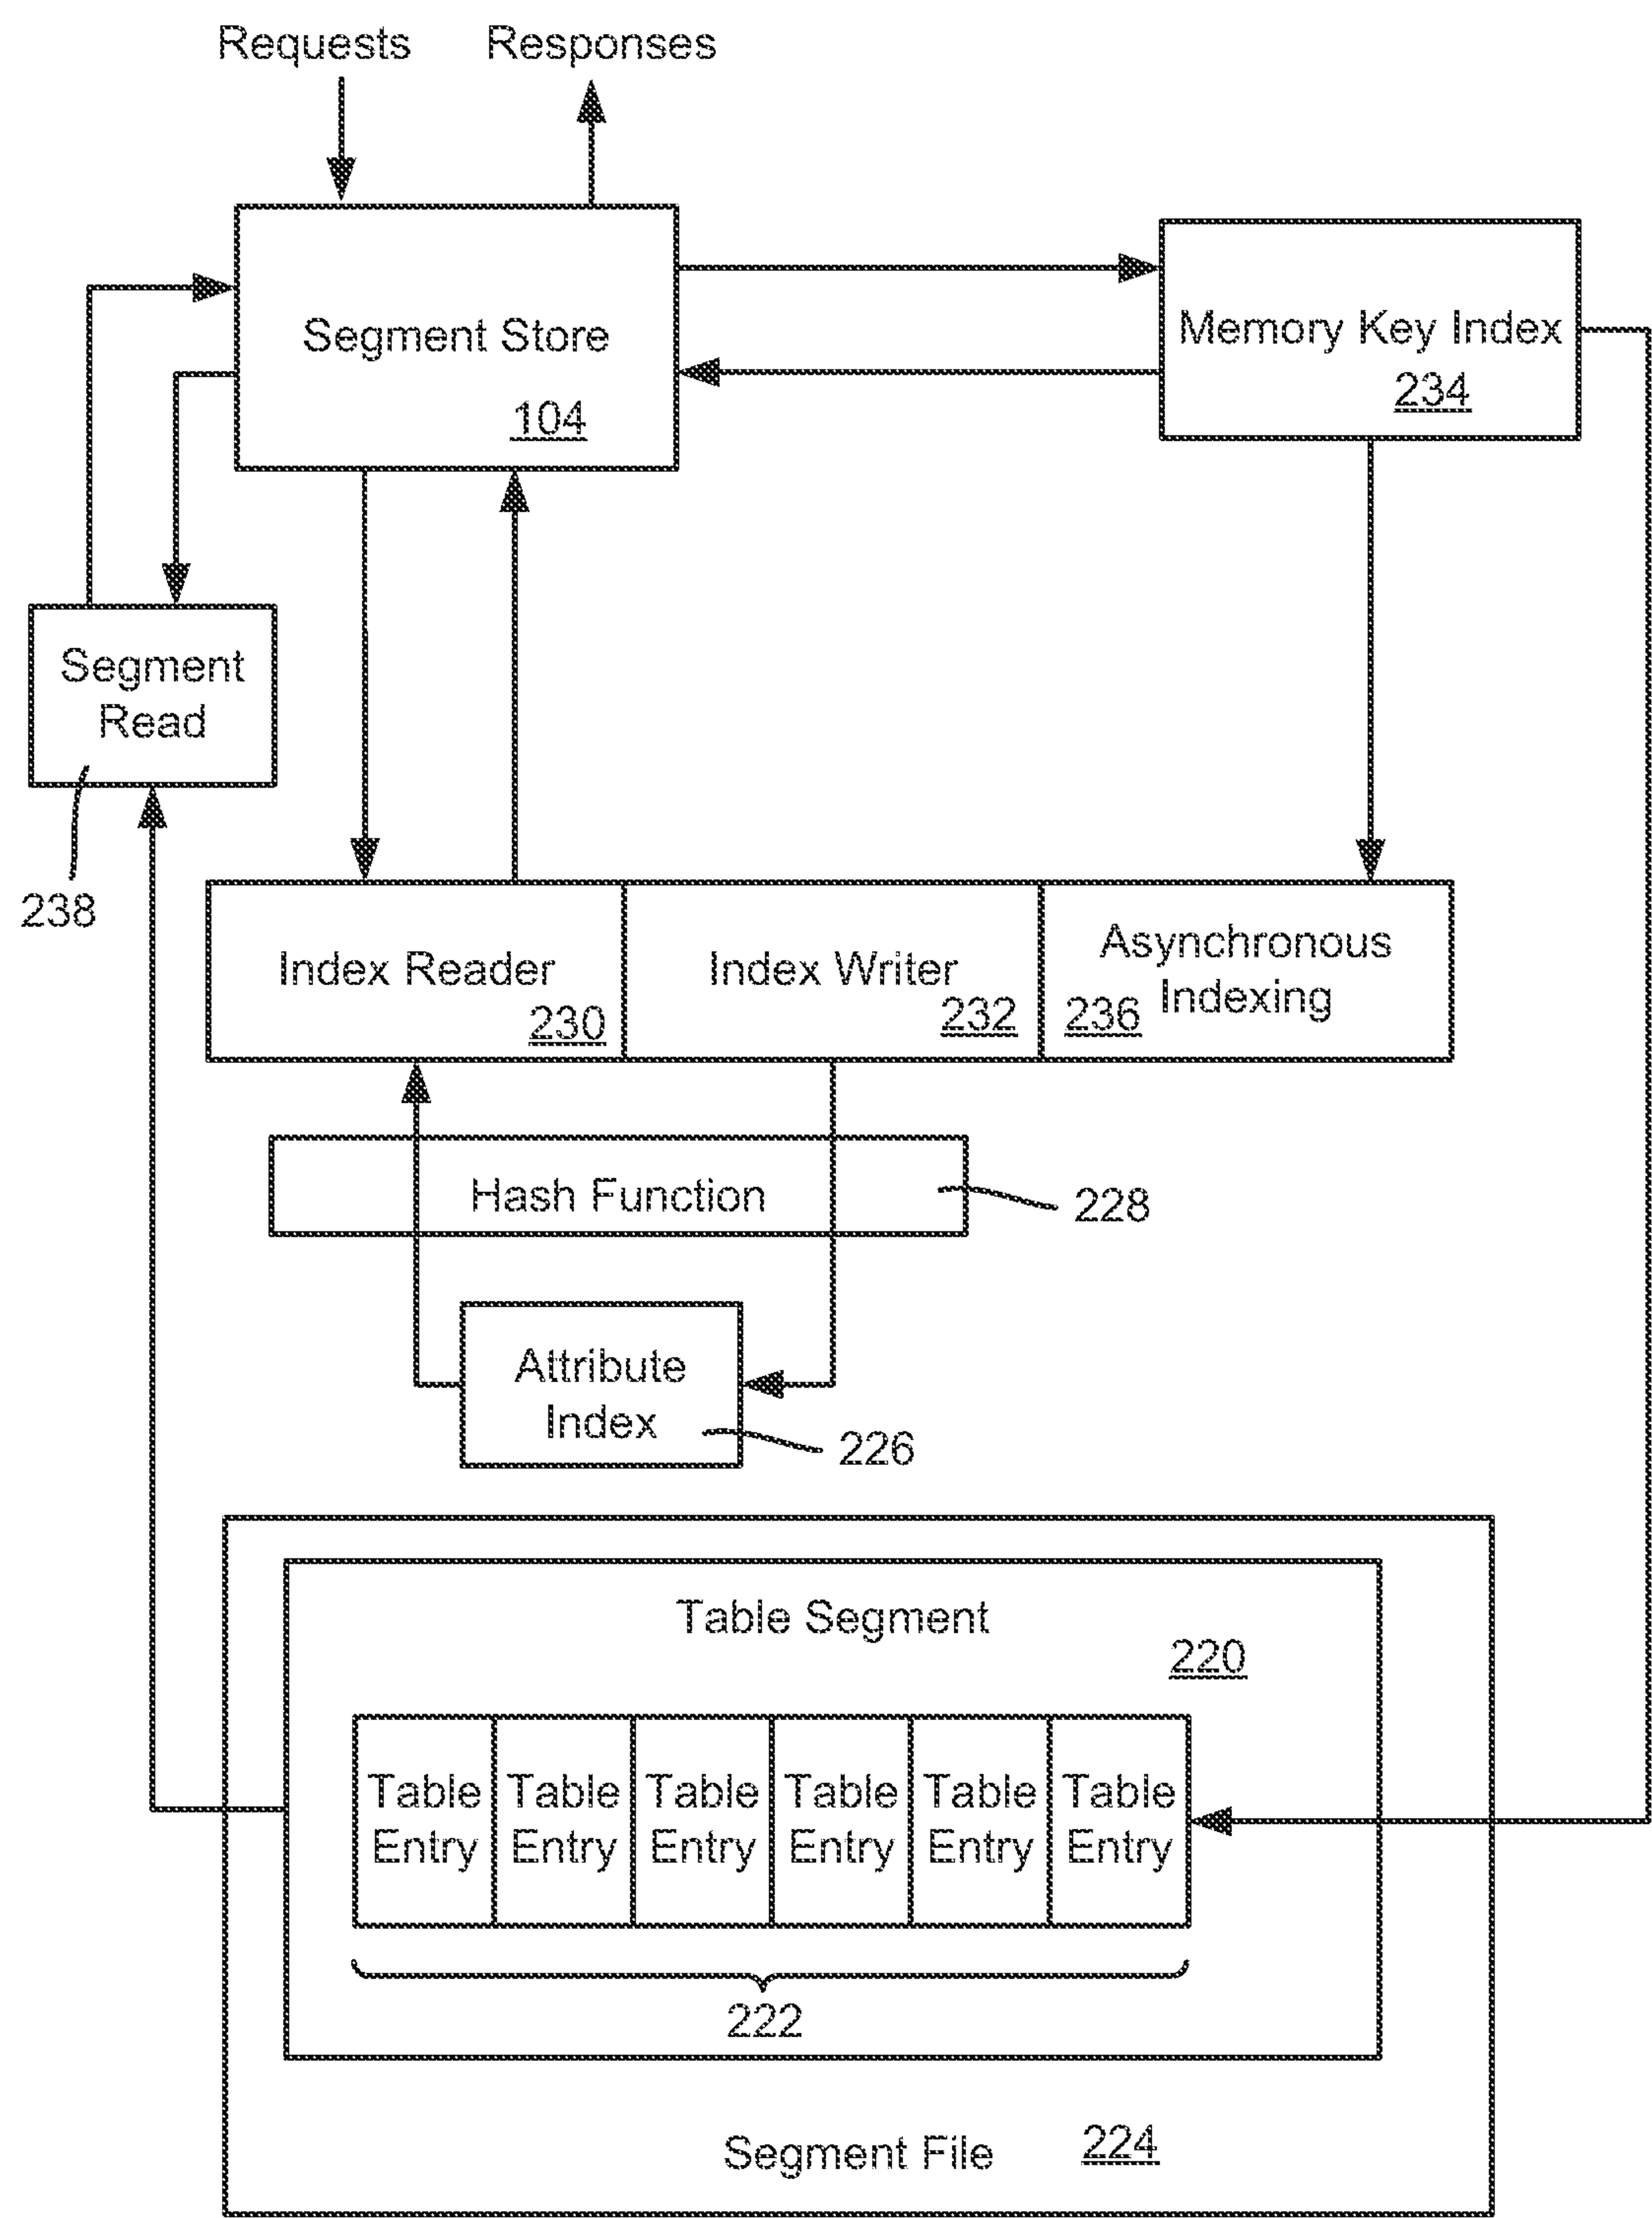 Requests
Responses
Segment Store
104
Memory Key Index
234
Segment
Read
238
Index Reader
230
Index Writer
232
Asynchronous
Indexing
236
Hash Function
228
Attribute
Index
226
Table Segment
220
Table Table Table Table Table Table
Entry Entry Entry Entry Entry Entry
222
Segment File
224